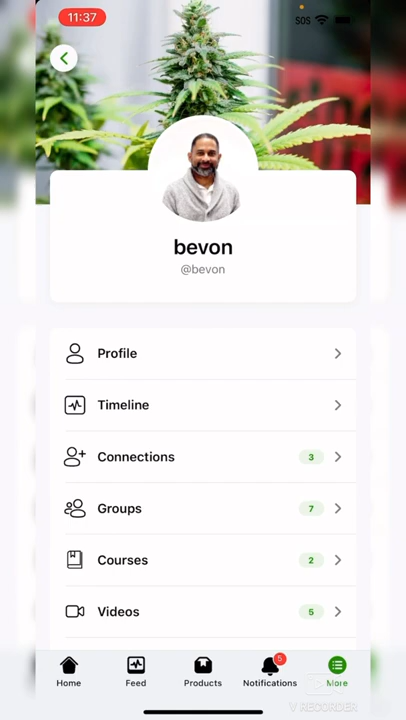 11:37
SOS
bevon
@bevon
Profile
Timeline
Connections 3
Groups 7
Courses 2
Videos 5
5
Home Feed Products Notifications More
V RECORDER